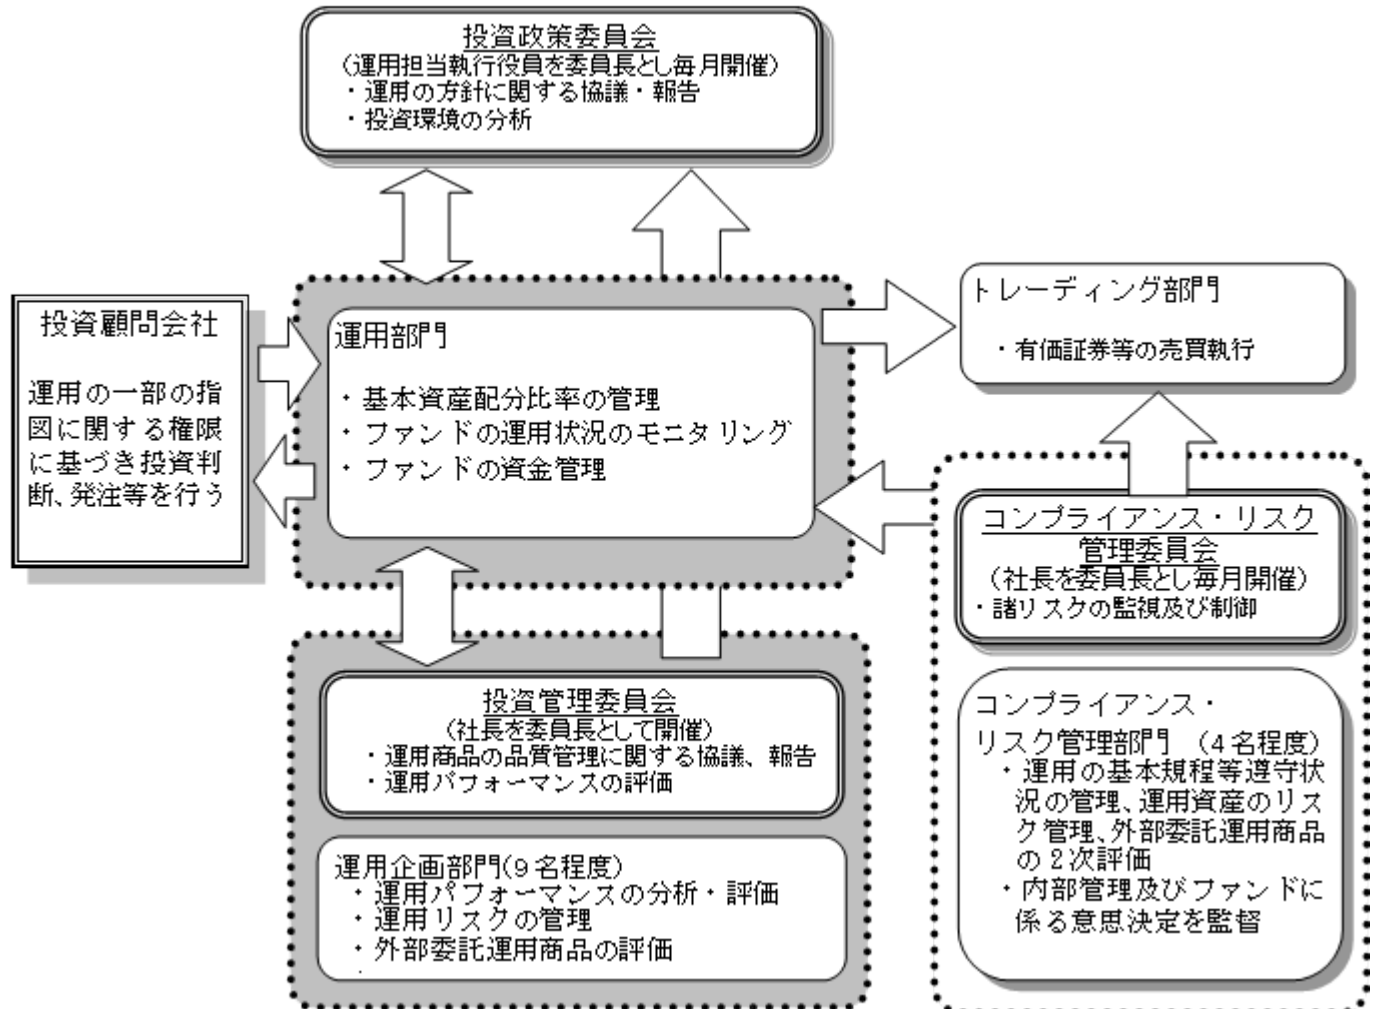 投資政策委員会
(運用担当執行役員を委員長とし毎月開催)
・運用の方針に関する協議・報告
・投資環境の分析
投資顧問会社
運用の一部の指
図に関する権限
に基づき投資判
断、発注等を行う
運用部門
・基本資産配分比率の管理
・ファンドの運用状況のモニタリング
・ファンドの資金管理
トレーディング部門
・有価証券等の売買執行
コンプライアンス・リスク
管理委員会
(社長を委員長とし毎月開催)
・諸リスクの監視及び制御
コンプライアンス・
リスク管理部門 (4名程度)
・運用の基本規程等遵守状
況の管理、運用資産のリス
ク管理、外部委託運用商品
の2次評価
・内部管理及びファンドに
係る意思決定を監督
投資管理委員会
(社長を委員長として開催)
・運用商品の品質管理に関する協議、報告
・運用パフォーマンスの評価
運用企画部門(9名程度)
・運用パフォーマンスの分析・評価
・運用リスクの管理
・外部委託運用商品の評価